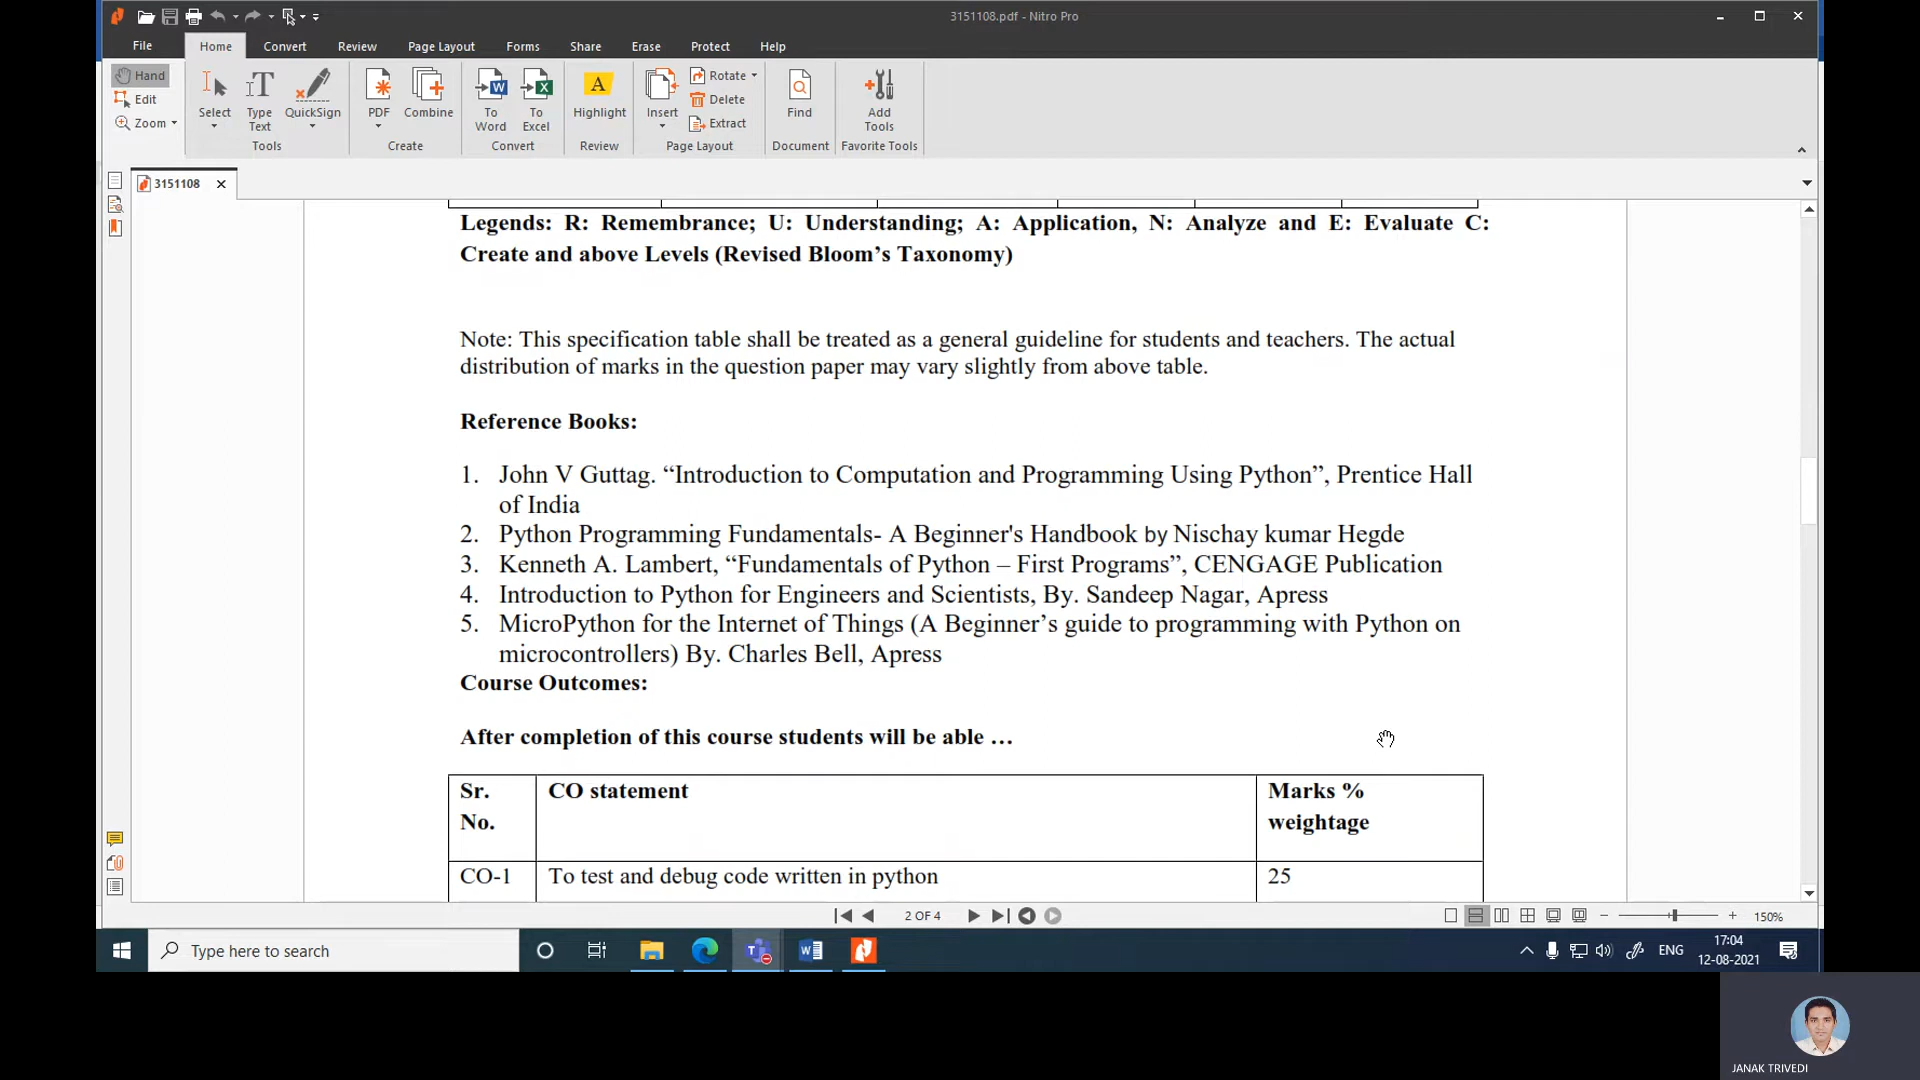 3151108.pdf - Nitro Pro
File Home Convert Review Page Layout Forms Share Erase Protect Help
Hand
Edit
Zoom
Select
Type Text
QuickSign
Tools
PDF
Combine
Create
To Word
To Excel
Convert
Highlight
Review
Insert
Rotate
Delete
Extract
Page Layout
Find
Document
Add Tools
Favorite Tools
3151108
Legends: R: Remembrance; U: Understanding; A: Application, N: Analyze and E: Evaluate C:
Create and above Levels (Revised Bloom’s Taxonomy)
Note: This specification table shall be treated as a general guideline for students and teachers. The actual
distribution of marks in the question paper may vary slightly from above table.
Reference Books:
1. John V Guttag. “Introduction to Computation and Programming Using Python”, Prentice Hall
of India
2. Python Programming Fundamentals- A Beginner's Handbook by Nischay kumar Hegde
3. Kenneth A. Lambert, “Fundamentals of Python – First Programs”, CENGAGE Publication
4. Introduction to Python for Engineers and Scientists, By. Sandeep Nagar, Apress
5. MicroPython for the Internet of Things (A Beginner’s guide to programming with Python on
microcontrollers) By. Charles Bell, Apress
Course Outcomes:
After completion of this course students will be able …
Sr. CO statement Marks %
No. weightage
CO-1 To test and debug code written in python 25
2 OF 4
150%
Type here to search
ENG
17:04
12-08-2021
JANAK TRIVEDI